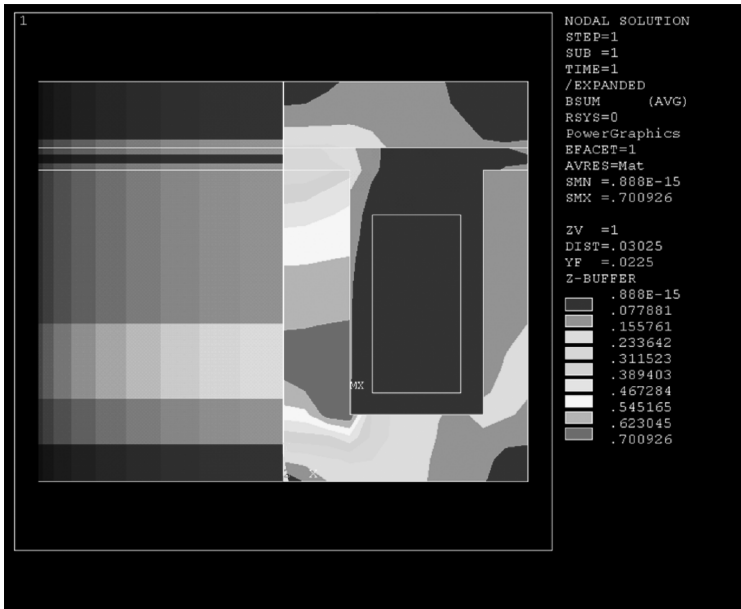 1
NODAL SOLUTION
STEP=1
SUB =1
TIME=1
/EXPANDED
BSUM (AVG)
RSYS=0
PowerGraphics
EFACET=1
AVRES=Mat
SMN =.888E-15
SMX =.700926
ZV =1
DIST=.03025
YF =.0225
Z-BUFFER
.888E-15
.077881
.155761
.233642
.311523
.389403
.467284
.545165
.623045
.700926
MX